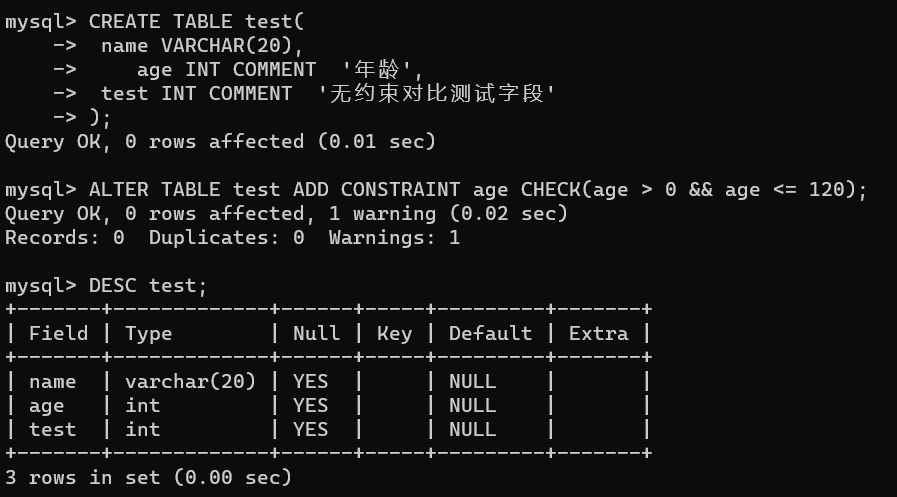 mysql> CREATE TABLE test(
    ->  name VARCHAR(20),
    ->     age INT COMMENT  '年龄',
    ->  test INT COMMENT  '无约束对比测试字段'
    -> );
Query OK, 0 rows affected (0.01 sec)
mysql> ALTER TABLE test ADD CONSTRAINT age CHECK(age > 0 && age <= 120);
Query OK, 0 rows affected, 1 warning (0.02 sec)
Records: 0  Duplicates: 0  Warnings: 1
mysql> DESC test;
+-------+-------------+------+-----+---------+-------+
| Field | Type        | Null | Key | Default | Extra |
+-------+-------------+------+-----+---------+-------+
| name  | varchar(20) | YES  |     | NULL    |       |
| age   | int         | YES  |     | NULL    |       |
| test  | int         | YES  |     | NULL    |       |
+-------+-------------+------+-----+---------+-------+
3 rows in set (0.00 sec)